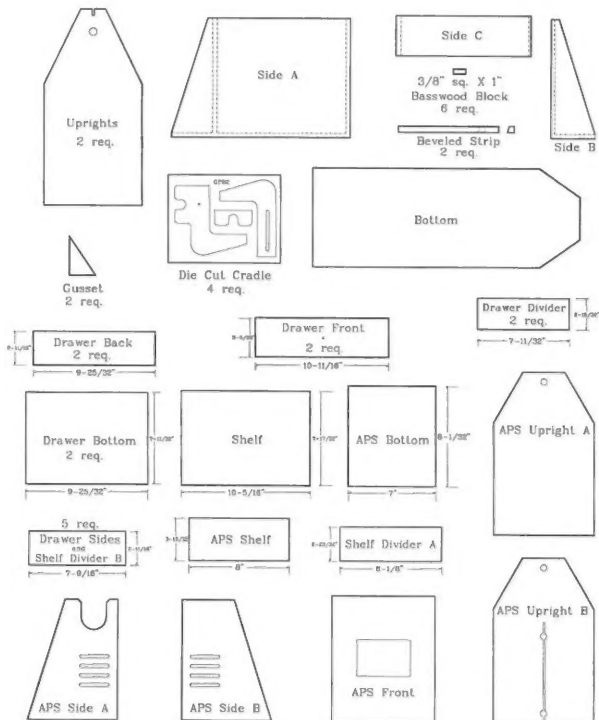 Uprights
2 req.
Side A
Side C
3/8" sq. X 1"
Basswood Block
6 req.
Beveled Strip
2 req.
Side B
Gusset
2 req.
Die Cut Cradle
4 req.
Bottom
Drawer Back
2 req.
9-25/32"
Drawer Front
2 req.
10-11/16"
Drawer Divider
2 req.
7-11/32"
Drawer Bottom
2 req.
9-25/32"
Shelf
10-5/16"
APS Bottom
7"
8-1/32"
APS Upright A
5 req.
Drawer Sides
and
Shelf Divider B
7-9/16"
APS Shelf
8"
Shelf Divider A
8-1/8"
APS Upright B
APS Side A
APS Side B
APS Front